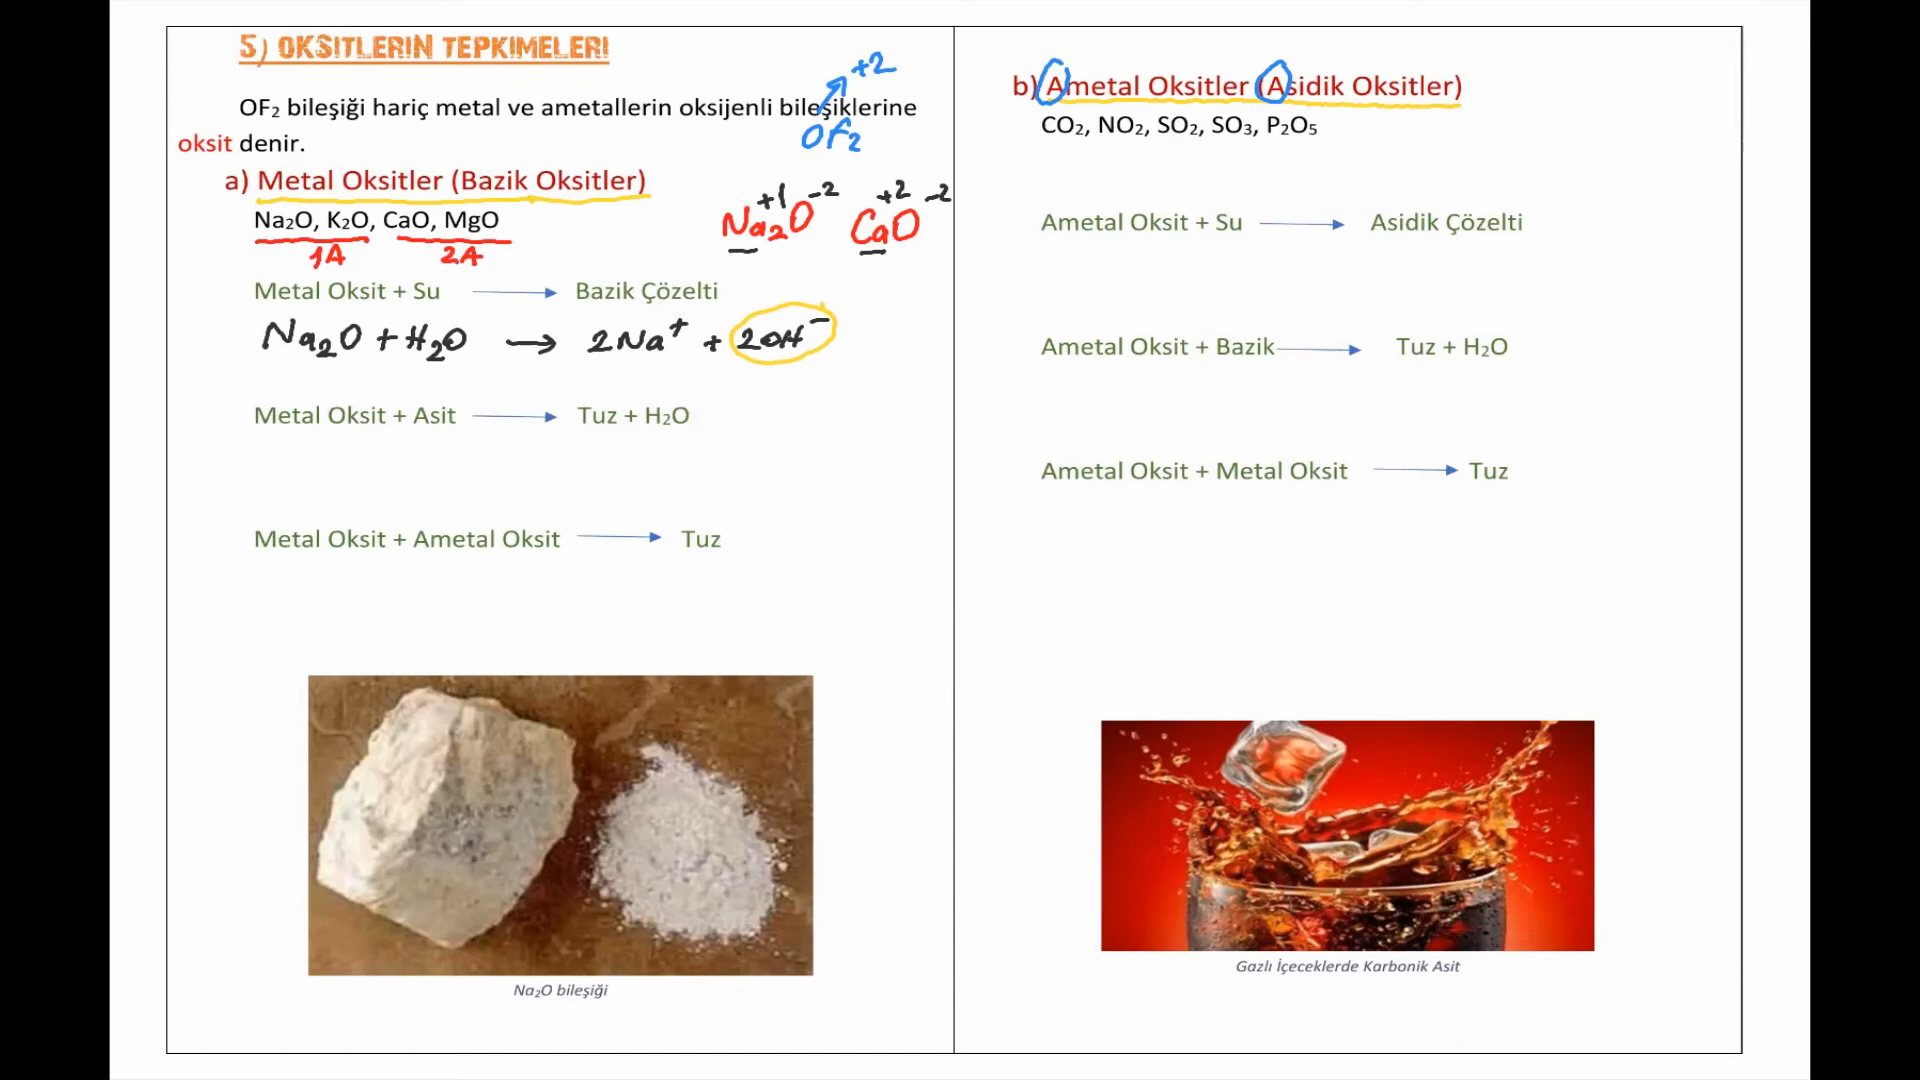 5) OKSİTLERİN TEPKİMELERİ
+2
OF₂ bileşiği hariç metal ve ametallerin oksijenli bileşiklerine
oksit denir.
OF₂
a) Metal Oksitler (Bazik Oksitler)
Na₂O, K₂O, CaO, MgO
1A 2A
+1 -2 +2 -2
Na₂O CaO
Metal Oksit + Su → Bazik Çözelti
Na₂O + H₂O → 2Na⁺ + 2OH⁻
Metal Oksit + Asit → Tuz + H₂O
Metal Oksit + Ametal Oksit → Tuz
Na₂O bileşiği
b) Ametal Oksitler (Asidik Oksitler)
CO₂, NO₂, SO₂, SO₃, P₂O₅
Ametal Oksit + Su → Asidik Çözelti
Ametal Oksit + Bazik → Tuz + H₂O
Ametal Oksit + Metal Oksit → Tuz
Gazlı İçeceklerde Karbonik Asit